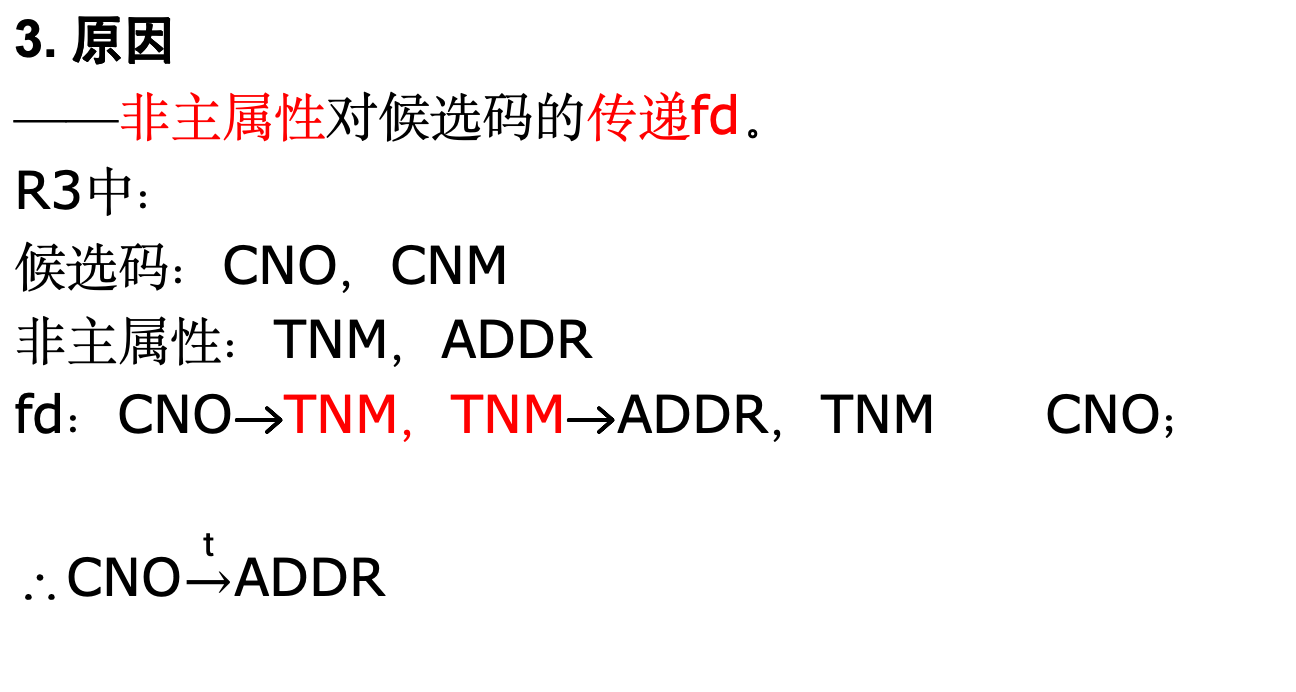 3. 原因
——非主属性对候选码的传递fd。
R3中：
候选码：CNO，CNM
非主属性：TNM，ADDR
fd：CNO→TNM，TNM→ADDR，TNM CNO；
t
∴CNO→ADDR